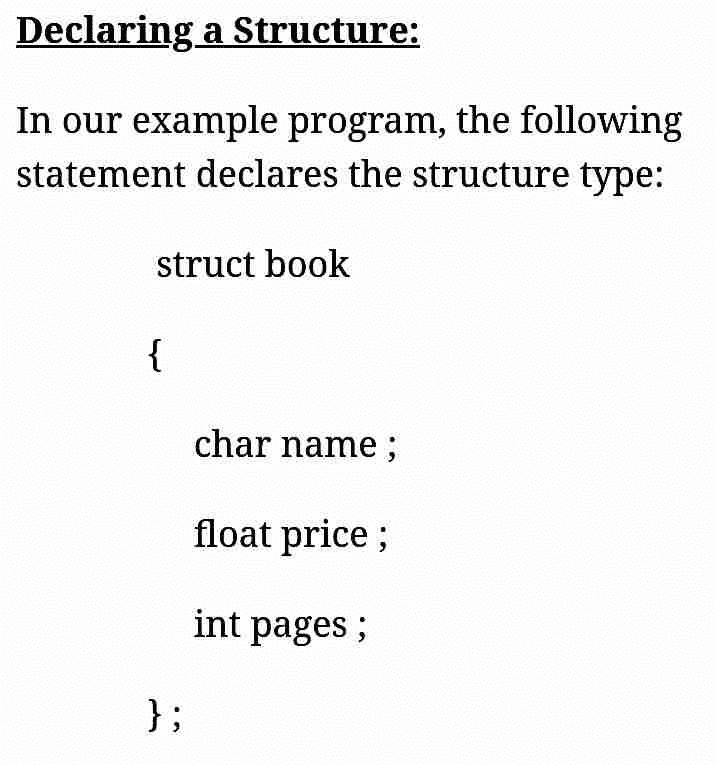 Declaring a Structure:
In our example program, the following
statement declares the structure type:
struct book
{
char name ;
float price ;
int pages ;
} ;